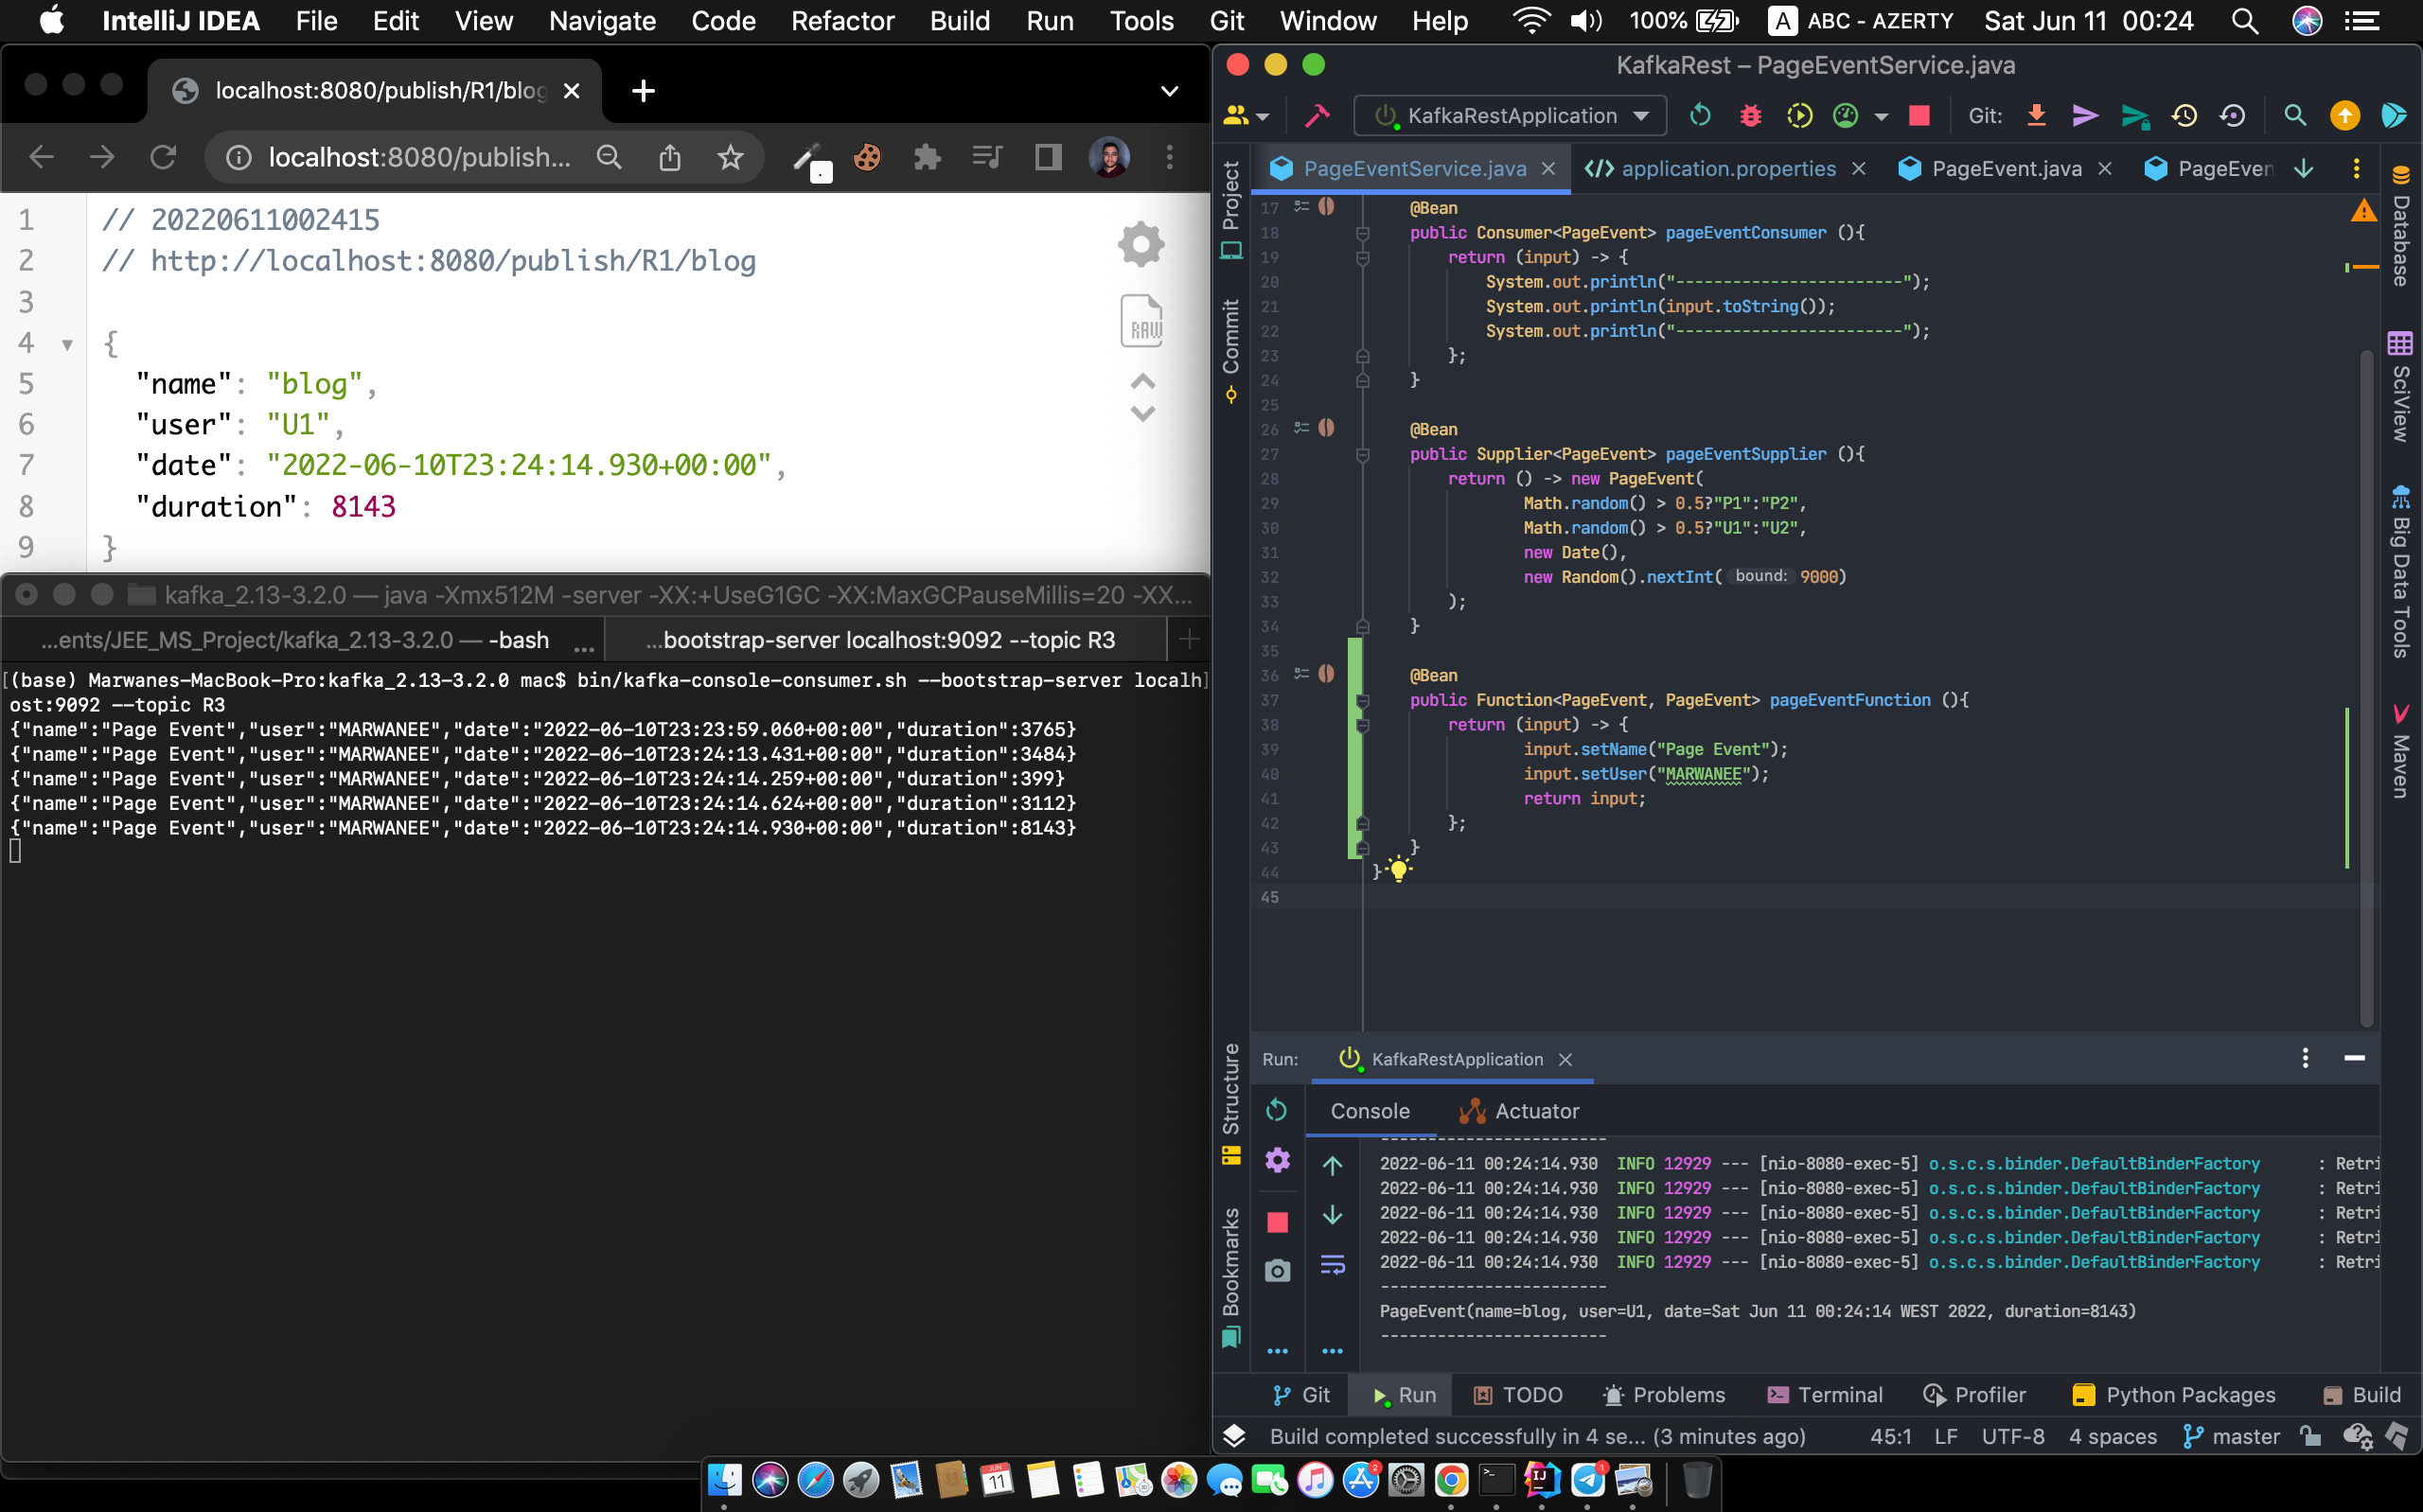 IntelliJ IDEA File Edit View Navigate Code Refactor Build Run Tools Git Window Help 100% A ABC - AZERTY Sat Jun 11 00:24
localhost:8080/publish/R1/blog
localhost:8080/publish...
1 // 20220611002415
2 // http://localhost:8080/publish/R1/blog
3
4 {
5 "name": "blog",
6 "user": "U1",
7 "date": "2022-06-10T23:24:14.930+00:00",
8 "duration": 8143
9 }
RAW
kafka_2.13-3.2.0 — java -Xmx512M -server -XX:+UseG1GC -XX:MaxGCPauseMillis=20 -XX...
...ents/JEE_MS_Project/kafka_2.13-3.2.0 — -bash ...
...bootstrap-server localhost:9092 --topic R3
[(base) Marwanes-MacBook-Pro:kafka_2.13-3.2.0 mac$ bin/kafka-console-consumer.sh --bootstrap-server localh]
ost:9092 --topic R3
{"name":"Page Event","user":"MARWANEE","date":"2022-06-10T23:23:59.060+00:00","duration":3765}
{"name":"Page Event","user":"MARWANEE","date":"2022-06-10T23:24:13.431+00:00","duration":3484}
{"name":"Page Event","user":"MARWANEE","date":"2022-06-10T23:24:14.259+00:00","duration":399}
{"name":"Page Event","user":"MARWANEE","date":"2022-06-10T23:24:14.624+00:00","duration":3112}
{"name":"Page Event","user":"MARWANEE","date":"2022-06-10T23:24:14.930+00:00","duration":8143}
KafkaRest – PageEventService.java
KafkaRestApplication Git:
PageEventService.java application.properties PageEvent.java PageEven
Project
Commit
Structure
Bookmarks
17 @Bean
18 public Consumer<PageEvent> pageEventConsumer (){
19 return (input) -> {
20 System.out.println("------------------------");
21 System.out.println(input.toString());
22 System.out.println("------------------------");
23 };
24 }
25
26 @Bean
27 public Supplier<PageEvent> pageEventSupplier (){
28 return () -> new PageEvent(
29 Math.random() > 0.5?"P1":"P2",
30 Math.random() > 0.5?"U1":"U2",
31 new Date(),
32 new Random().nextInt( bound: 9000)
33 );
34 }
35
36 @Bean
37 public Function<PageEvent, PageEvent> pageEventFunction (){
38 return (input) -> {
39 input.setName("Page Event");
40 input.setUser("MARWANEE");
41 return input;
42 };
43 }
44 }
45
Database
SciView
Big Data Tools
Maven
Run: KafkaRestApplication
Console Actuator
------------------------
2022-06-11 00:24:14.930 INFO 12929 --- [nio-8080-exec-5] o.s.c.s.binder.DefaultBinderFactory : Retri
2022-06-11 00:24:14.930 INFO 12929 --- [nio-8080-exec-5] o.s.c.s.binder.DefaultBinderFactory : Retri
2022-06-11 00:24:14.930 INFO 12929 --- [nio-8080-exec-5] o.s.c.s.binder.DefaultBinderFactory : Retri
2022-06-11 00:24:14.930 INFO 12929 --- [nio-8080-exec-5] o.s.c.s.binder.DefaultBinderFactory : Retri
2022-06-11 00:24:14.930 INFO 12929 --- [nio-8080-exec-5] o.s.c.s.binder.DefaultBinderFactory : Retri
------------------------
PageEvent(name=blog, user=U1, date=Sat Jun 11 00:24:14 WEST 2022, duration=8143)
------------------------
Git Run TODO Problems Terminal Profiler Python Packages Build
Build completed successfully in 4 se... (3 minutes ago) 45:1 LF UTF-8 4 spaces master
JUN
11
2
IJ
1